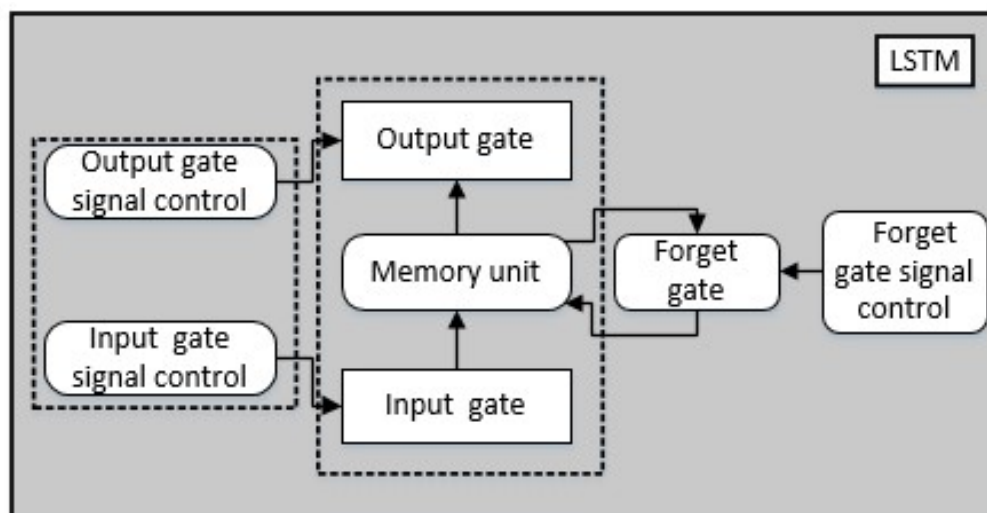 LSTM
Output gate
Output gate
signal control
Memory unit
Forget
gate
Forget
gate signal
control
Input gate
signal control
Input gate